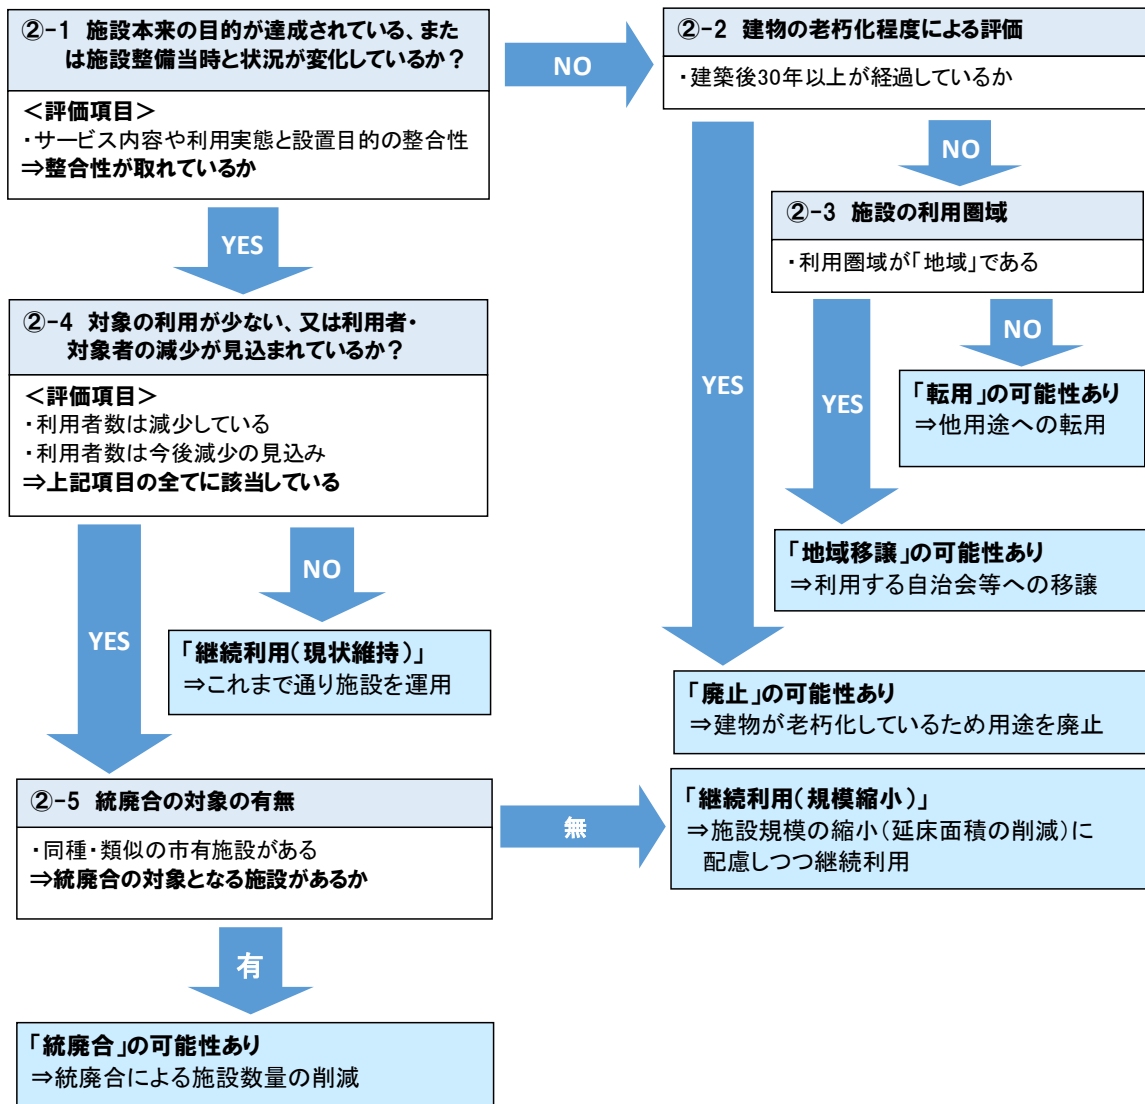 ②-1 施設本来の目的が達成されている、また
は施設整備当時と状況が変化しているか？
＜評価項目＞
・サービス内容や利用実態と設置目的の整合性
⇒整合性が取れているか
NO
②-2 建物の老朽化程度による評価
・建築後30年以上が経過しているか
NO
②-3 施設の利用圏域
・利用圏域が「地域」である
YES
NO
YES
YES
「転用」の可能性あり
⇒他用途への転用
②-4 対象の利用が少ない、又は利用者・
対象者の減少が見込まれているか？
＜評価項目＞
・利用者数は減少している
・利用者数は今後減少の見込み
⇒上記項目の全てに該当している
「地域移譲」の可能性あり
⇒利用する自治会等への移譲
NO
YES
「継続利用（現状維持）」
⇒これまで通り施設を運用
「廃止」の可能性あり
⇒建物が老朽化しているため用途を廃止
②-5 統廃合の対象の有無
・同種・類似の市有施設がある
⇒統廃合の対象となる施設があるか
無
「継続利用（規模縮小）」
⇒施設規模の縮小（延床面積の削減）に
配慮しつつ継続利用
有
「統廃合」の可能性あり
⇒統廃合による施設数量の削減